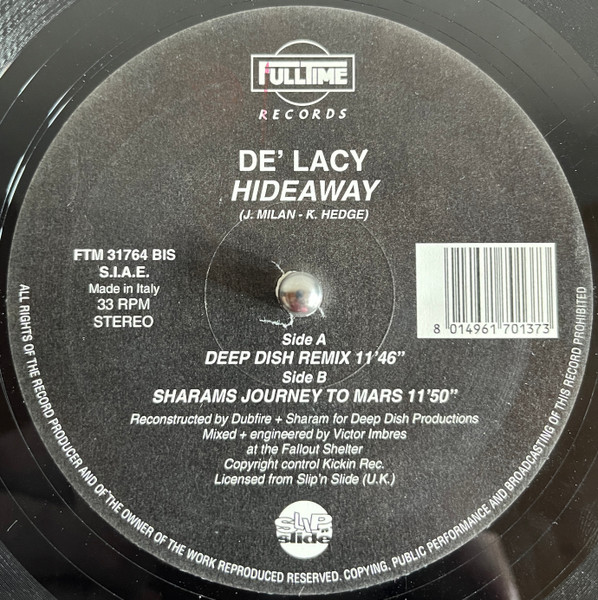 FULLTIME
RECORDS
DE' LACY
HIDEAWAY
(J. MILAN - K. HEDGE)
FTM 31764 BIS
S.I.A.E.
Made in Italy
33 RPM
STEREO
8 014961 701373
Side A
DEEP DISH REMIX 11'46"
Side B
SHARAMS JOURNEY TO MARS 11'50"
Reconstructed by Dubfire + Sharam for Deep Dish Productions
Mixed + engineered by Victor Imbres
at the Fallout Shelter
Copyright control Kickin Rec.
Licensed from Slip'n Slide (U.K.)
SLIP n
slide
ALL RIGHTS OF THE RECORD PRODUCER AND OF THE OWNER OF THE WORK REPRODUCED RESERVED. COPYING, PUBLIC PERFORMANCE AND BROADCASTING OF THIS RECORD PROHIBITED